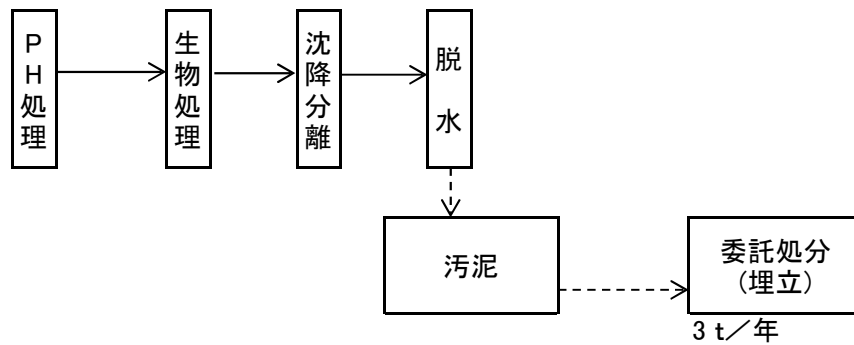 PH処理
生物処理
沈降分離
脱水
汚泥
委託処分
(埋立)
3 t／年